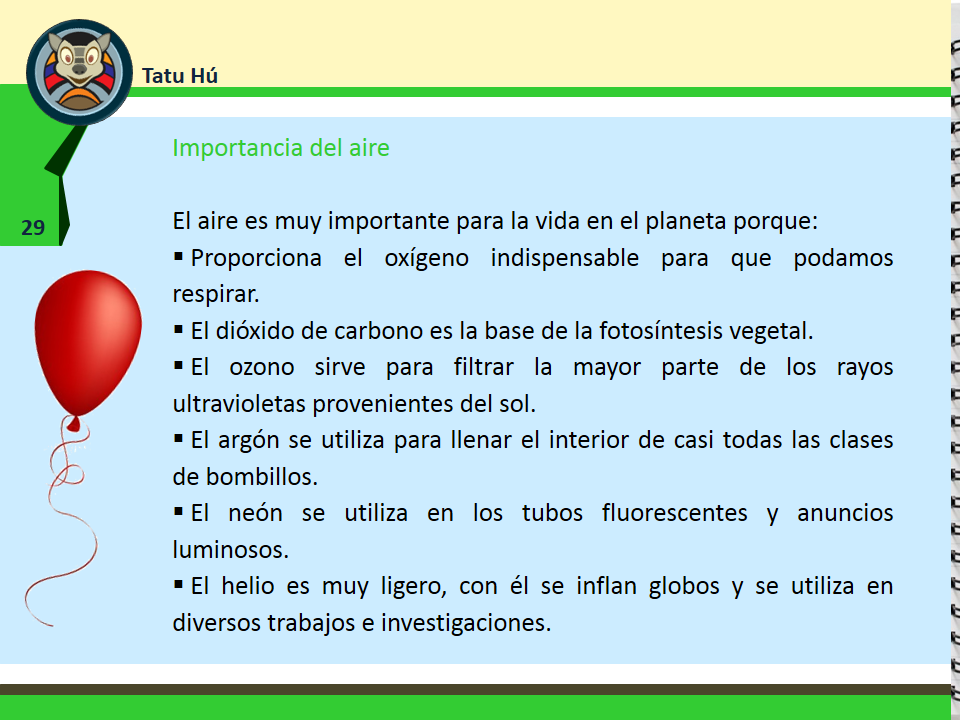 Tatu Hú
Importancia del aire
29
El aire es muy importante para la vida en el planeta porque:
▪ Proporciona el oxígeno indispensable para que podamos
respirar.
▪ El dióxido de carbono es la base de la fotosíntesis vegetal.
▪ El ozono sirve para filtrar la mayor parte de los rayos
ultravioletas provenientes del sol.
▪ El argón se utiliza para llenar el interior de casi todas las clases
de bombillos.
▪ El neón se utiliza en los tubos fluorescentes y anuncios
luminosos.
▪ El helio es muy ligero, con él se inflan globos y se utiliza en
diversos trabajos e investigaciones.